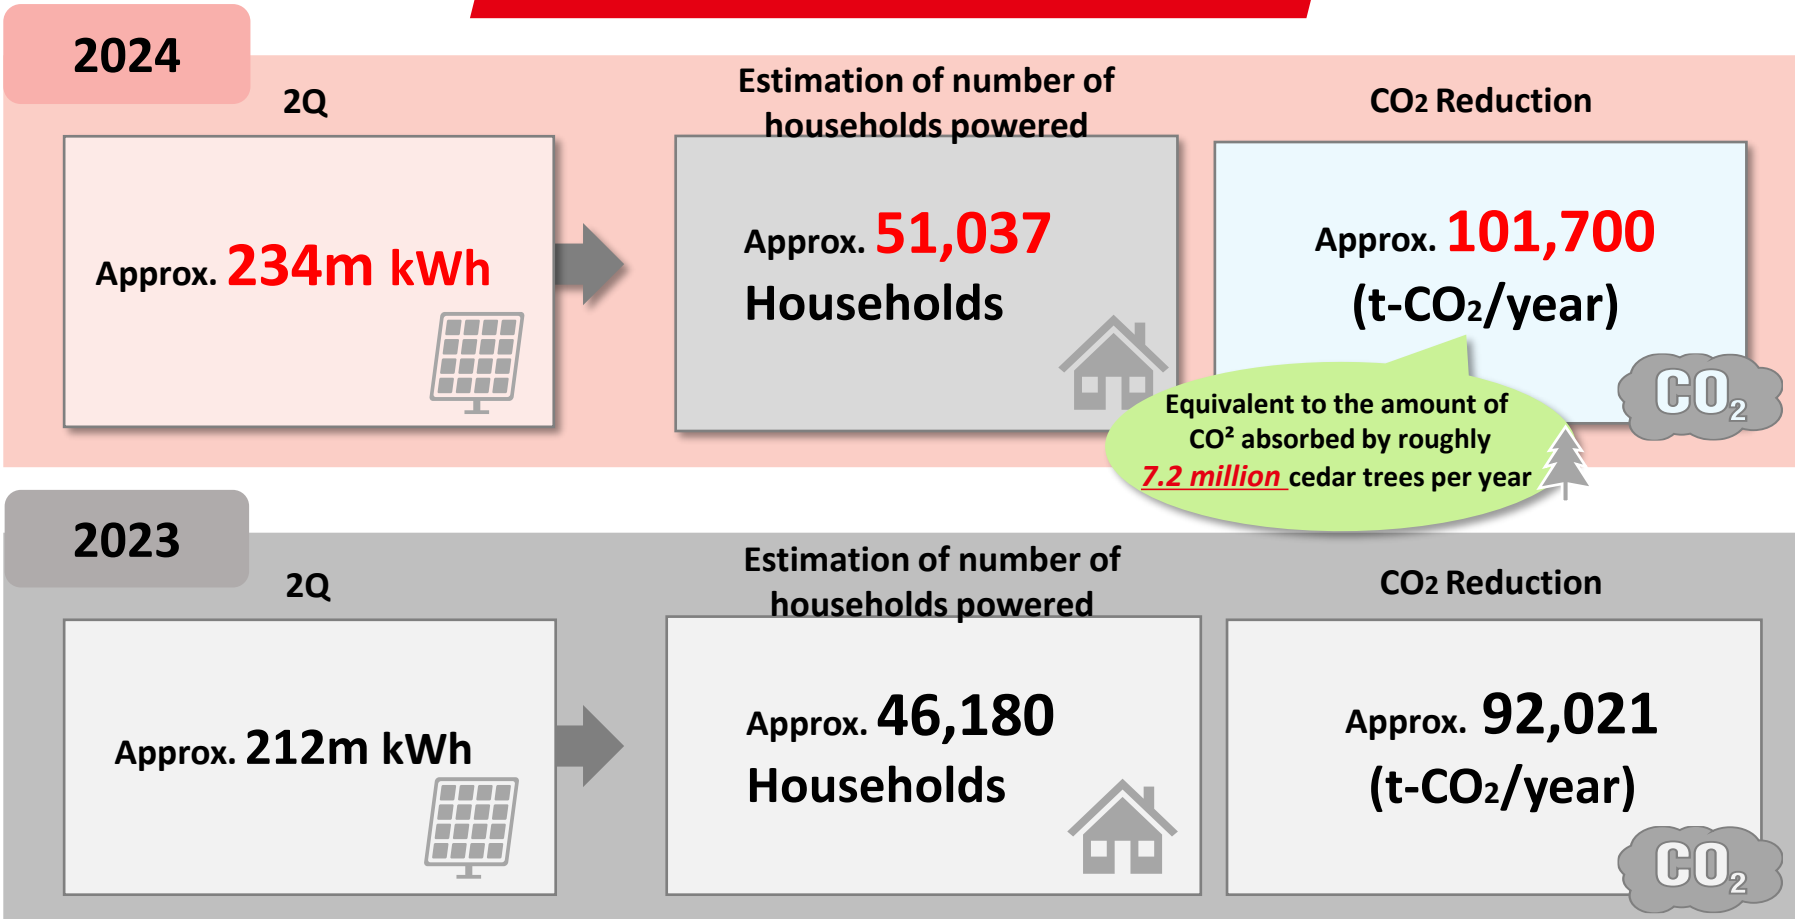 2024
2Q
Approx. 234m kWh
Estimation of number of
households powered
Approx. 51,037
Households
CO2 Reduction
Approx. 101,700
(t-CO2/year)
CO2
Equivalent to the amount of
CO² absorbed by roughly
7.2 million cedar trees per year
2023
2Q
Approx. 212m kWh
Estimation of number of
households powered
Approx. 46,180
Households
CO2 Reduction
Approx. 92,021
(t-CO2/year)
CO2